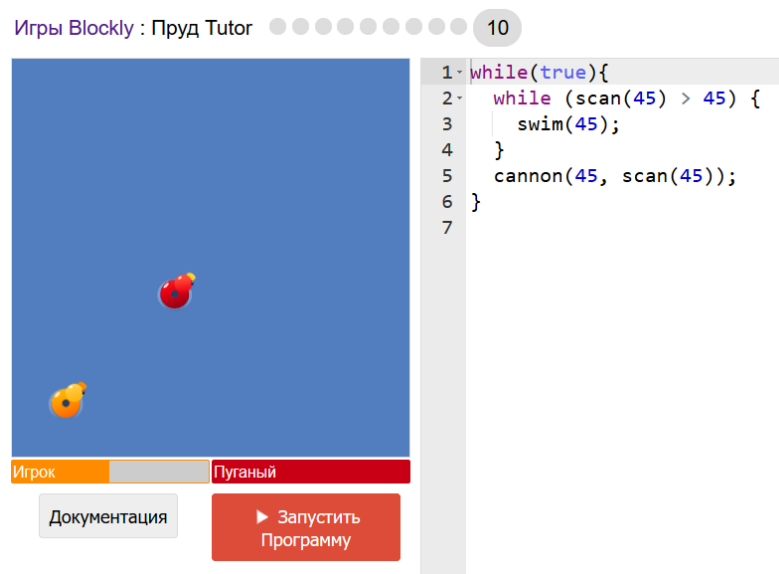 Игры Blockly : Пруд Tutor 10
Игрок Пуганый
Документация
Запустить
Программу
1 while(true){
2 while (scan(45) > 45) {
3 swim(45);
4 }
5 cannon(45, scan(45));
6 }
7